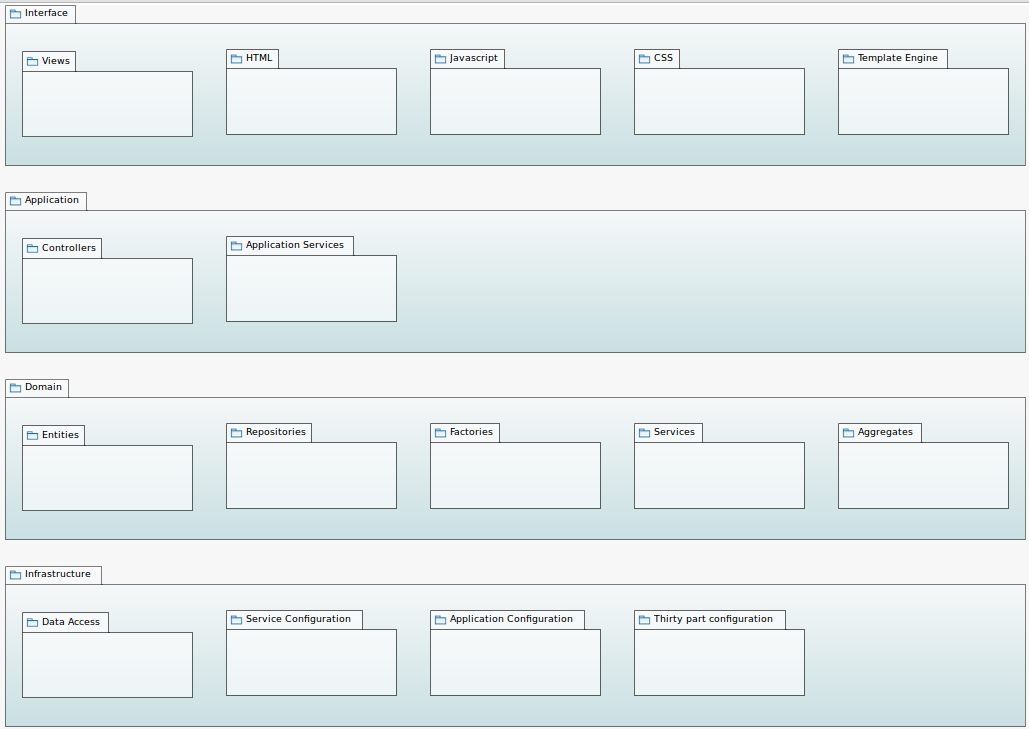 Interface
Views
HTML
Javascript
CSS
Template Engine
Application
Controllers
Application Services
Domain
Entities
Repositories
Factories
Services
Aggregates
Infrastructure
Data Access
Service Configuration
Application Configuration
Thirty part configuration